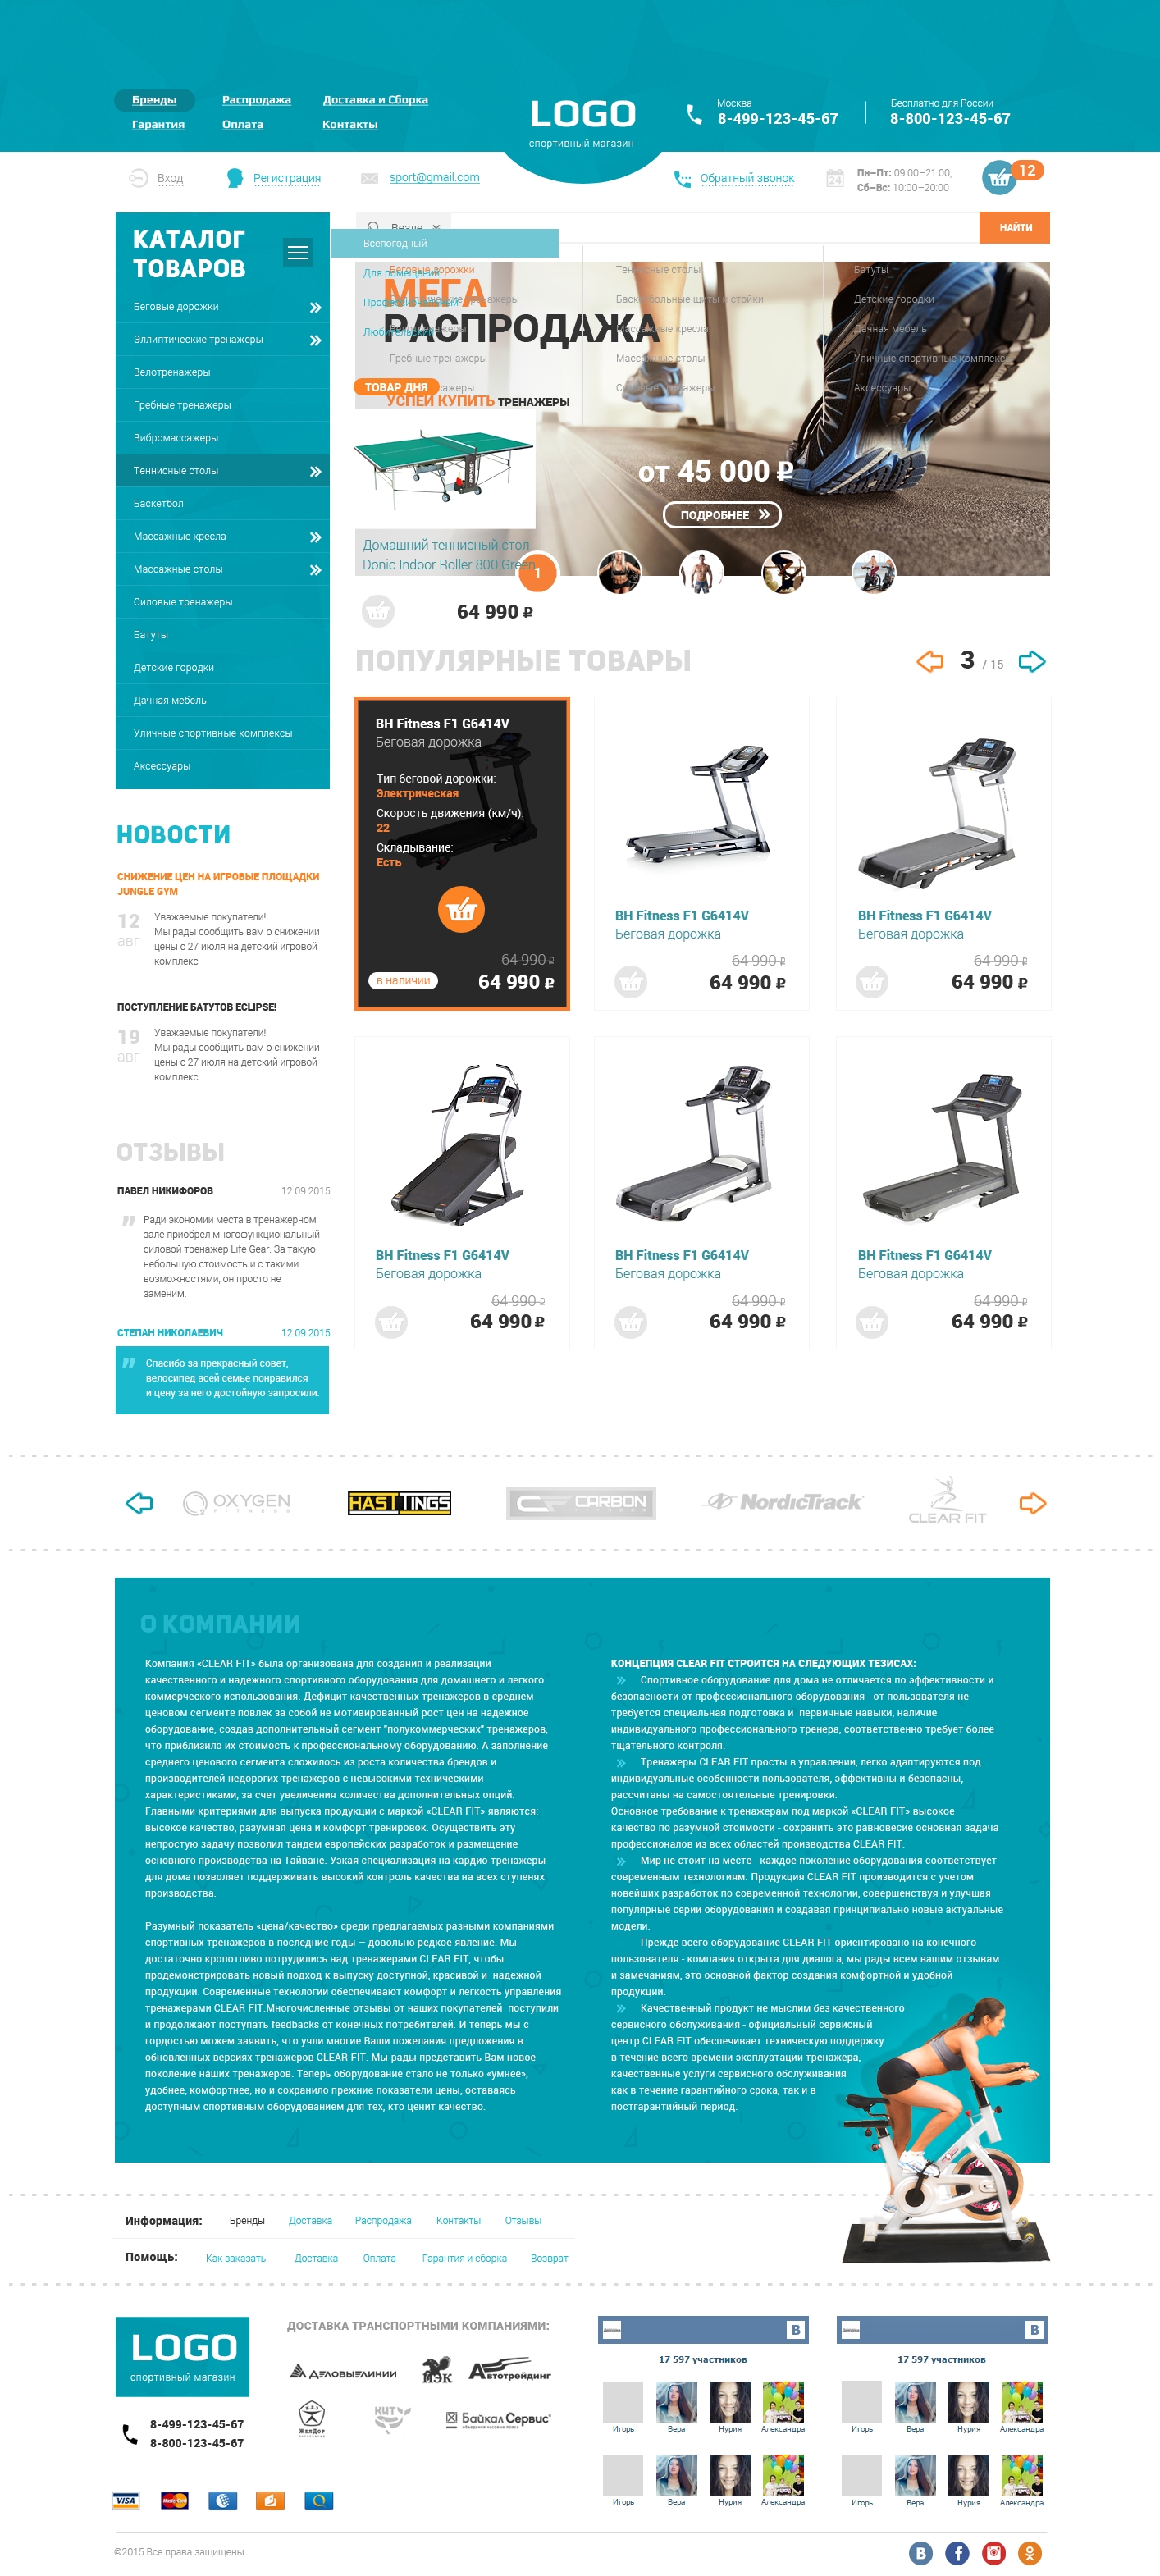 Бренды Распродажа Доставка и Сборка
Гарантия Оплата Контакты
LOGO
спортивный магазин
Москва
8-499-123-45-67
Бесплатно для России
8-800-123-45-67
Вход Регистрация sport@gmail.com
Обратный звонок
24
Пн–Пт: 09:00–21:00;
Сб–Вс: 10:00–20:00
12
КАТАЛОГ
ТОВАРОВ
Беговые дорожки
Эллиптические тренажеры
Велотренажеры
Гребные тренажеры
Вибромассажеры
Теннисные столы
Баскетбол
Массажные кресла
Массажные столы
Силовые тренажеры
Батуты
Детские городки
Дачная мебель
Уличные спортивные комплексы
Аксессуары
Везде
НАЙТИ
Всепогодный
Для помещений
Любительский
Беговые дорожки
Гребные тренажеры
Теннисные столы
Баскетбольные щиты и стойки
Массажные кресла
Массажные столы
Силовые тренажеры
Батуты
Детские городки
Дачная мебель
Уличные спортивные комплексы
Аксессуары
МЕГА
РАСПРОДАЖА
ТОВАР ДНЯ
УСПЕЙ КУПИТЬ ТРЕНАЖЕРЫ
от 45 000 ₽
ПОДРОБНЕЕ
Домашний теннисный стол
Donic Indoor Roller 800 Green
1
64 990 ₽
ПОПУЛЯРНЫЕ ТОВАРЫ
3 / 15
BH Fitness F1 G6414V
Беговая дорожка
Тип беговой дорожки:
Электрическая
Скорость движения (км/ч):
22
Складывание:
Есть
64 990 ₽
в наличии
64 990 ₽
BH Fitness F1 G6414V
Беговая дорожка
64 990 ₽
64 990 ₽
BH Fitness F1 G6414V
Беговая дорожка
64 990 ₽
64 990 ₽
BH Fitness F1 G6414V
Беговая дорожка
64 990 ₽
64 990 ₽
BH Fitness F1 G6414V
Беговая дорожка
64 990 ₽
64 990 ₽
BH Fitness F1 G6414V
Беговая дорожка
64 990 ₽
64 990 ₽
НОВОСТИ
СНИЖЕНИЕ ЦЕН НА ИГРОВЫЕ ПЛОЩАДКИ
JUNGLE GYM
12
авг
Уважаемые покупатели!
Мы рады сообщить вам о снижении
цены с 27 июля на детский игровой
комплекс
ПОСТУПЛЕНИЕ БАТУТОВ ECLIPSE!
19
авг
Уважаемые покупатели!
Мы рады сообщить вам о снижении
цены с 27 июля на детский игровой
комплекс
ОТЗЫВЫ
ПАВЕЛ НИКИФОРОВ 12.09.2015
Ради экономии места в тренажерном
зале приобрел многофункциональный
силовой тренажер Life Gear. За такую
небольшую стоимость и с такими
возможностями, он просто не
заменим.
СТЕПАН НИКОЛАЕВИЧ 12.09.2015
Спасибо за прекрасный совет,
велосипед всей семье понравился
и цену за него достойную запросили.
OXYGEN
FITNESS
HASTTINGS
CARBON
NordicTrack
CLEAR FIT
О КОМПАНИИ
Компания «CLEAR FIT» была организована для создания и реализации
качественного и надежного спортивного оборудования для домашнего и легкого
коммерческого использования. Дефицит качественных тренажеров в среднем
ценовом сегменте повлек за собой не мотивированный рост цен на надежное
оборудование, создав дополнительный сегмент "полукоммерческих" тренажеров,
что приблизило их стоимость к профессиональному оборудованию. А заполнение
среднего ценового сегмента сложилось из роста количества брендов и
производителей недорогих тренажеров с невысокими техническими
характеристиками, за счет увеличения количества дополнительных опций.
Главными критериями для выпуска продукции с маркой «CLEAR FIT» являются:
высокое качество, разумная цена и комфорт тренировок. Осуществить эту
непростую задачу позволил тандем европейских разработок и размещение
основного производства на Тайване. Узкая специализация на кардио-тренажеры
для дома позволяет поддерживать высокий контроль качества на всех ступенях
производства.
Разумный показатель «цена/качество» среди предлагаемых разными компаниями
спортивных тренажеров в последние годы – довольно редкое явление. Мы
достаточно кропотливо потрудились над тренажерами CLEAR FIT, чтобы
продемонстрировать новый подход к выпуску доступной, красивой и надежной
продукции. Современные технологии обеспечивают комфорт и легкость управления
тренажерами CLEAR FIT.Многочисленные отзывы от наших покупателей поступили
и продолжают поступать feedbacks от конечных потребителей. И теперь мы с
гордостью можем заявить, что учли многие Ваши пожелания предложения в
обновленных версиях тренажеров CLEAR FIT. Мы рады представить Вам новое
поколение наших тренажеров. Теперь оборудование стало не только «умнее»,
удобнее, комфортнее, но и сохранило прежние показатели цены, оставаясь
доступным спортивным оборудованием для тех, кто ценит качество.
КОНЦЕПЦИЯ CLEAR FIT СТРОИТСЯ НА СЛЕДУЮЩИХ ТЕЗИСАХ:
Спортивное оборудование для дома не отличается по эффективности и
безопасности от профессионального оборудования - от пользователя не
требуется специальная подготовка и первичные навыки, наличие
индивидуального профессионального тренера, соответственно требует более
тщательного контроля.
Тренажеры CLEAR FIT просты в управлении, легко адаптируются под
индивидуальные особенности пользователя, эффективны и безопасны,
рассчитаны на самостоятельные тренировки.
Основное требование к тренажерам под маркой «CLEAR FIT» высокое
качество по разумной стоимости - сохранить это равновесие основная задача
профессионалов из всех областей производства CLEAR FIT.
Мир не стоит на месте - каждое поколение оборудования соответствует
современным технологиям. Продукция CLEAR FIT производится с учетом
новейших разработок по современной технологии, совершенствуя и улучшая
популярные серии оборудования и создавая принципиально новые актуальные
модели.
Прежде всего оборудование CLEAR FIT ориентировано на конечного
пользователя - компания открыта для диалога, мы рады всем вашим отзывам
и замечаниям, это основной фактор создания комфортной и удобной
продукции.
Качественный продукт не мыслим без качественного
сервисного обслуживания - официальный сервисный
центр CLEAR FIT обеспечивает техническую поддержку
в течение всего времени эксплуатации тренажера,
качественные услуги сервисного обслуживания
как в течение гарантийного срока, так и в
постгарантийный период.
Информация: Бренды Доставка Распродажа Контакты Отзывы
Помощь: Как заказать Доставка Оплата Гарантия и сборка Возврат
LOGO
спортивный магазин
8-499-123-45-67
8-800-123-45-67
ДОСТАВКА ТРАНСПОРТНЫМИ КОМПАНИЯМИ:
ДЕЛОВЫЕ ЛИНИИ ПЭК Автотрейдинг
ЖелДор КИТ Байкал Сервис
В
17 597 участников
Игорь Вера Нурия Александра
Игорь Вера Нурия Александра
В
17 597 участников
Игорь Вера Нурия Александра
Игорь Вера Нурия Александра
VISA MasterCard
©2015 Все права защищены.